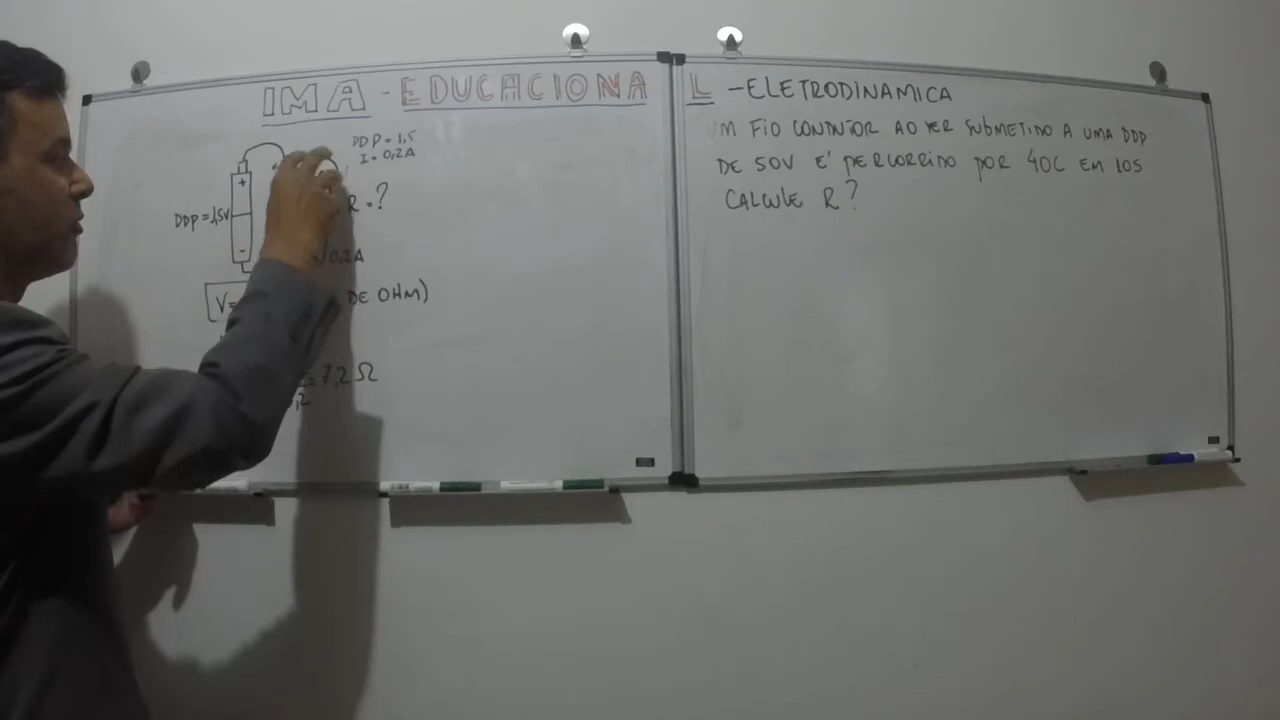 IMA - EDUCACIONAL - ELETRODINAMICA
DDP = 1,5
I = 0,2A
+
DDP = 1,5V
R = ?
-
0,2A
V=
DE OHM)
= 7,2 Ω
,2
UM FIO CONDUTOR AO SER SUBMETIDO A UMA DDP
DE 50V E' PERCORRIDO POR 40C EM 10S
CALCULE R?